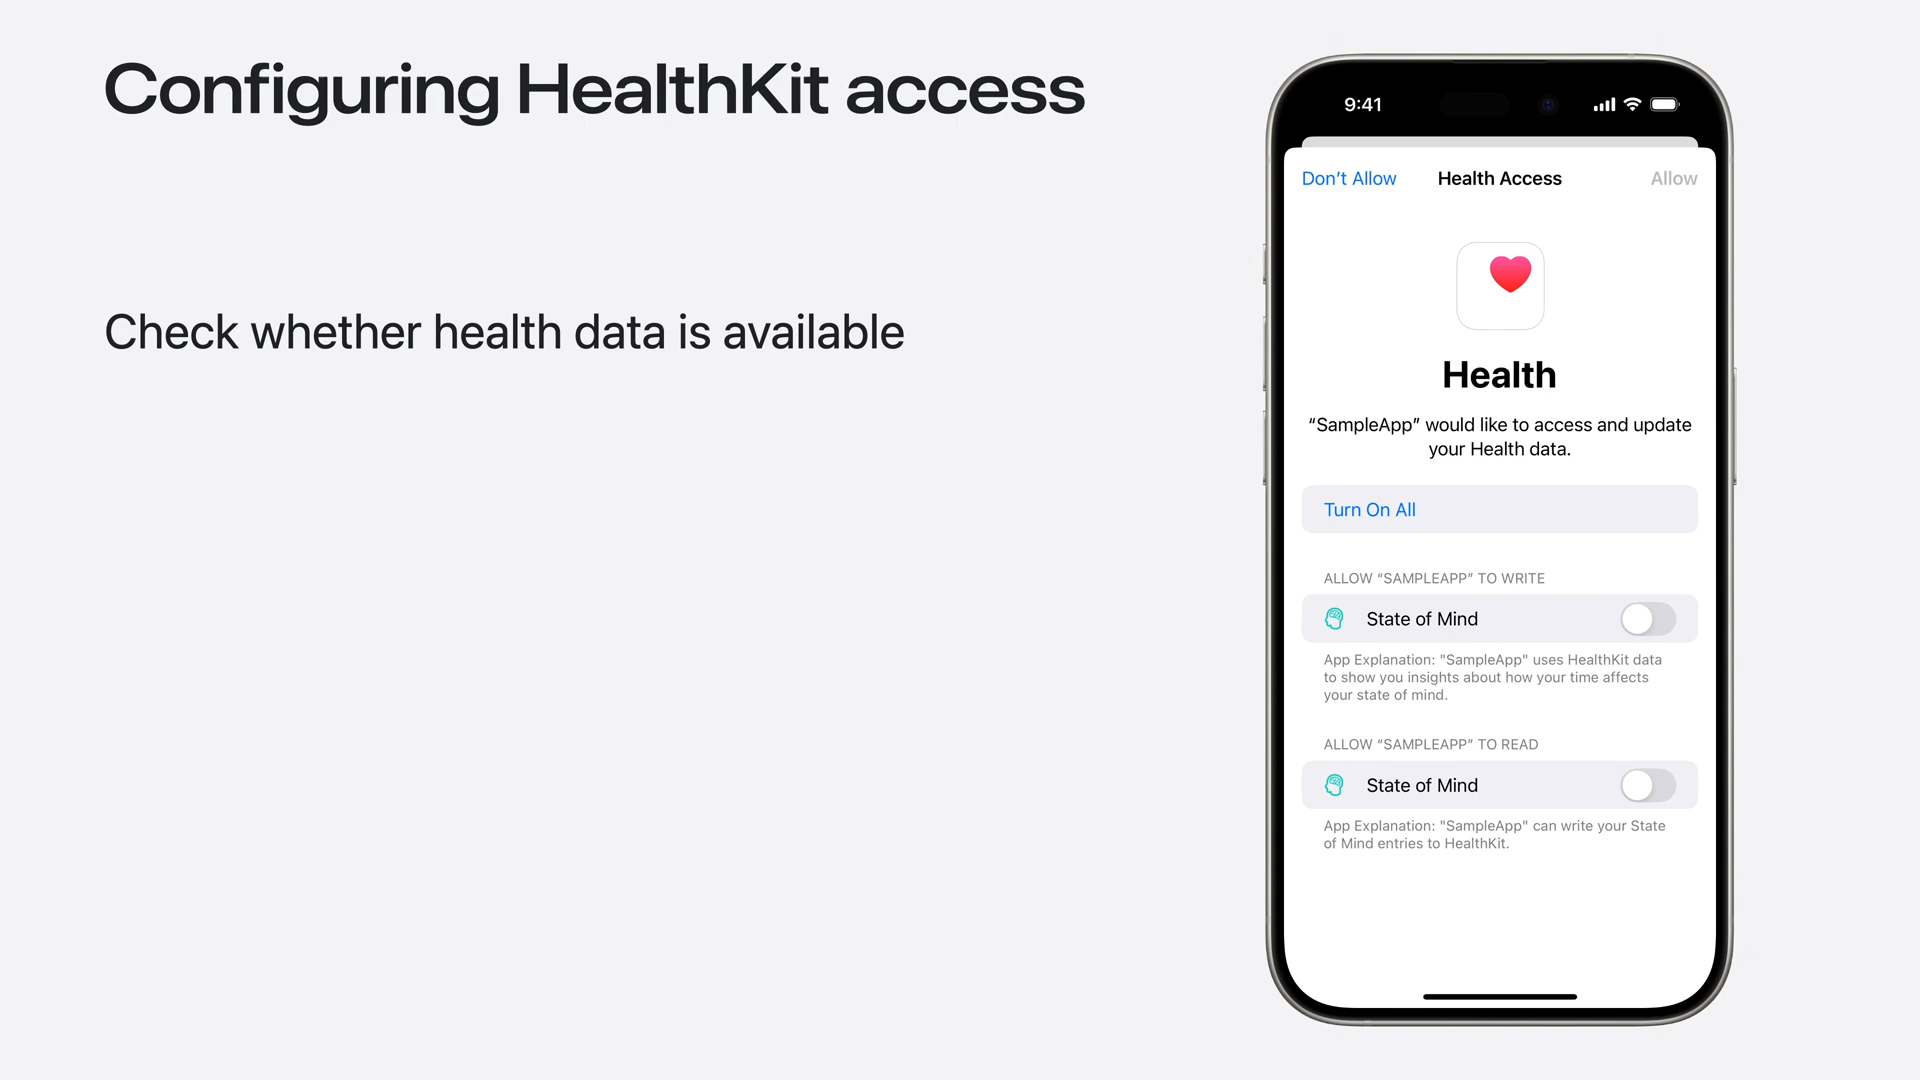 Configuring HealthKit access
Check whether health data is available
9:41
Don’t Allow
Health Access
Allow
Health
“SampleApp” would like to access and update
your Health data.
Turn On All
ALLOW “SAMPLEAPP” TO WRITE
State of Mind
App Explanation: "SampleApp" uses HealthKit data
to show you insights about how your time affects
your state of mind.
ALLOW “SAMPLEAPP” TO READ
State of Mind
App Explanation: "SampleApp" can write your State
of Mind entries to HealthKit.